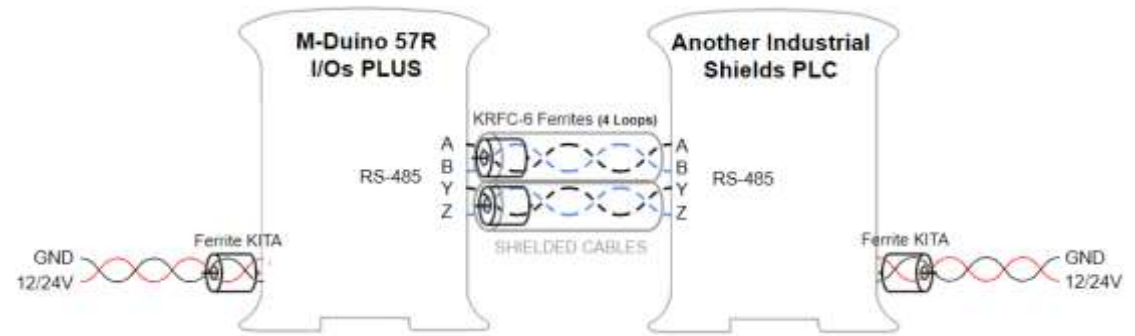 M-Duino 57R
I/Os PLUS
Another Industrial
Shields PLC
KRFC-6 Ferrites (4 Loops)
A
B
Y
Z
RS-485
A
B
Y
Z
RS-485
SHIELDED CABLES
Ferrite KITA
GND
12/24V
Ferrite KITA
GND
12/24V